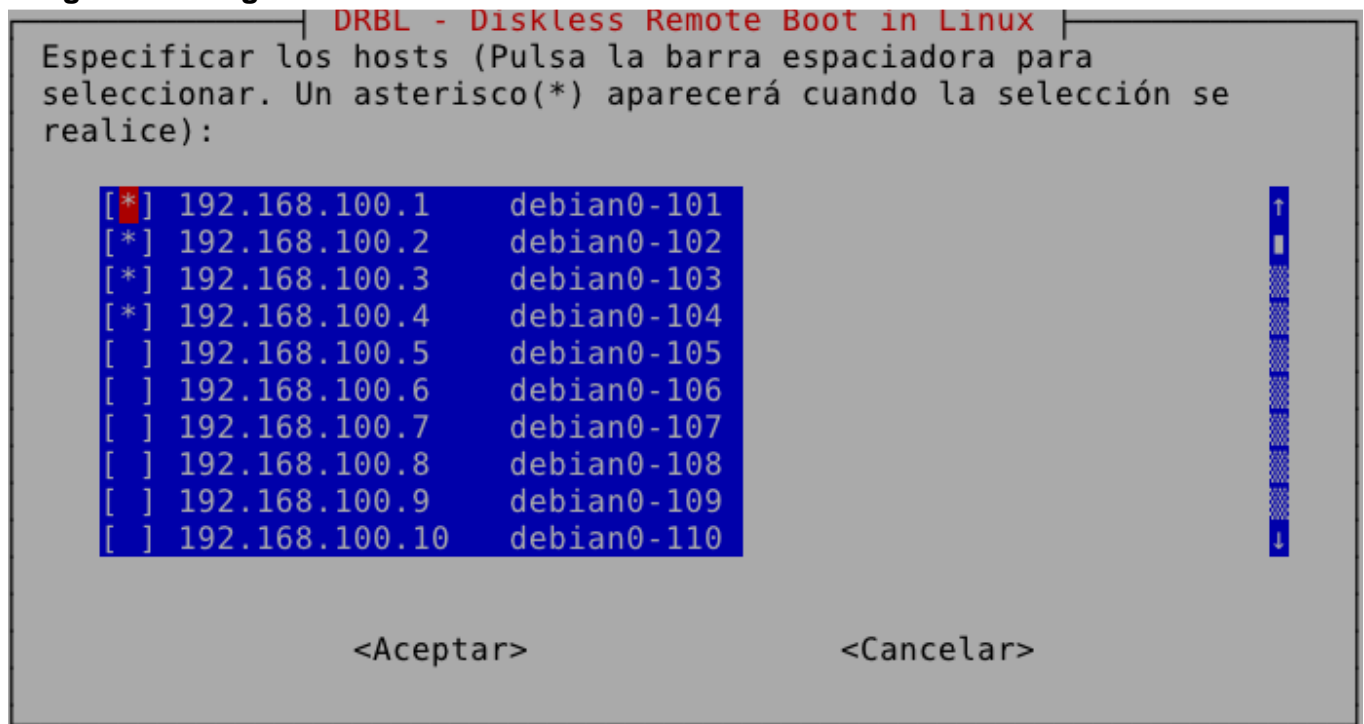 DRBL - Diskless Remote Boot in Linux
Especificar los hosts (Pulsa la barra espaciadora para
seleccionar. Un asterisco(*) aparecerá cuando la selección se
realice):
[*] 192.168.100.1 debian0-101
[*] 192.168.100.2 debian0-102
[*] 192.168.100.3 debian0-103
[*] 192.168.100.4 debian0-104
[ ] 192.168.100.5 debian0-105
[ ] 192.168.100.6 debian0-106
[ ] 192.168.100.7 debian0-107
[ ] 192.168.100.8 debian0-108
[ ] 192.168.100.9 debian0-109
[ ] 192.168.100.10 debian0-110
<Aceptar> <Cancelar>